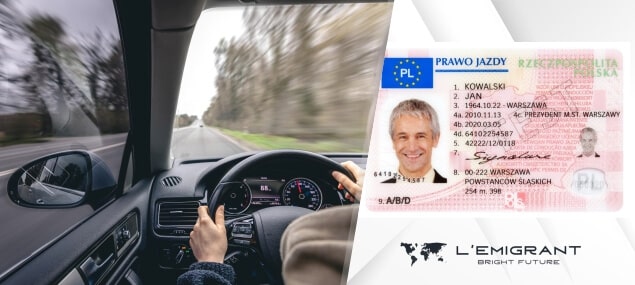 PL
PRAWO JAZDY
RZECZPOSPOLITA
POLSKA
1. KOWALSKI
2. JAN
3. 1964.10.22 - WARSZAWA
4a. 2010.11.13 4c. PREZYDENT M.ST. WARSZAWY
4b. 2020.03.05
4d. 64102254587
5. 42222/12/0118
7. Signature
8. 00-222 WARSZAWA
POWSTAŃCÓW ŚLĄSKICH
254 m. 398
9. A/B/D
PL
L'EMIGRANT
BRIGHT FUTURE